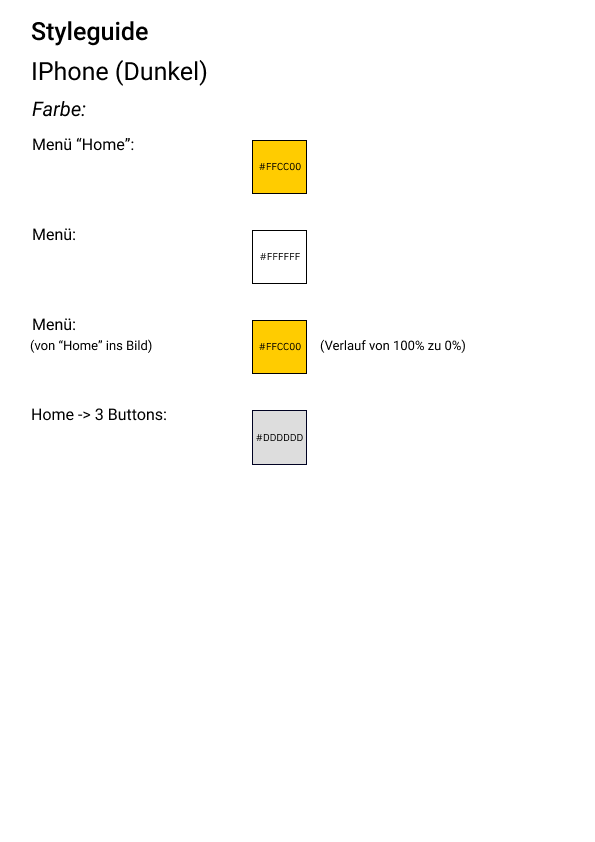 Styleguide
IPhone (Dunkel)
Farbe:
Menü “Home”:
#FFCC00
Menü:
#FFFFFF
Menü:
(von “Home” ins Bild)
#FFCC00
(Verlauf von 100% zu 0%)
Home -> 3 Buttons:
#DDDDDD